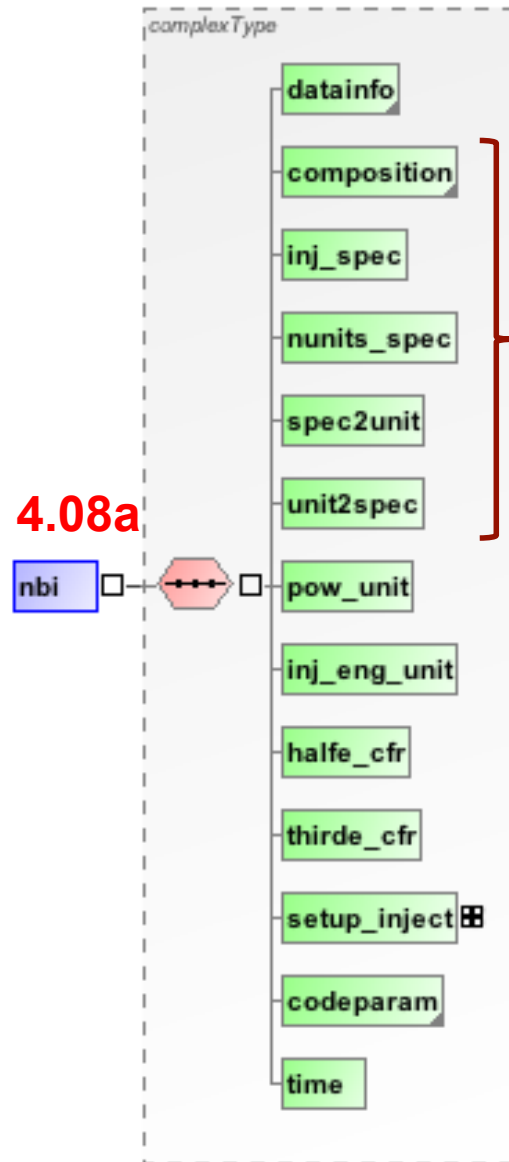 complexType
datainfo
composition
inj_spec
nunits_spec
spec2unit
unit2spec
4.08a
nbi
pow_unit
inj_eng_unit
halfe_cfr
thirde_cfr
setup_inject
codeparam
time